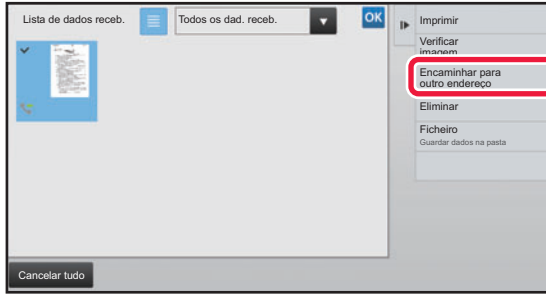 Lista de dados receb.
Todos os dad. receb.
OK
Imprimir
Verificar
imagem
Encaminhar para
outro endereço
Eliminar
Ficheiro
Guardar dados na pasta
Cancelar tudo